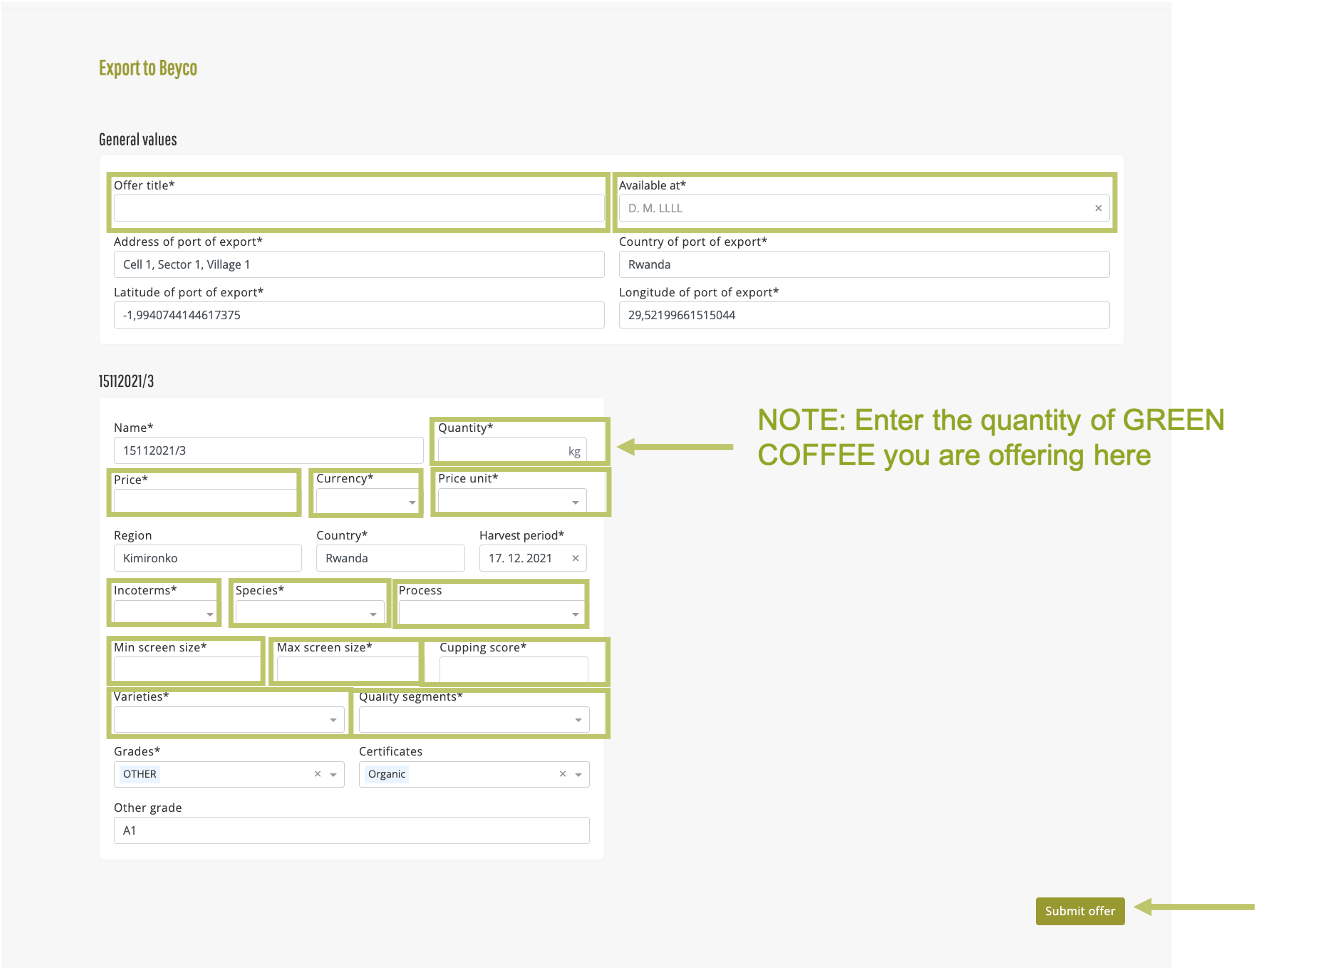 Export to Beyco
General values
Offer title* Available at*
D. M. LLLL ×
Address of port of export* Country of port of export*
Cell 1, Sector 1, Village 1 Rwanda
Latitude of port of export* Longitude of port of export*
-1,9940744144617375 29,52199661515044
15112021/3
Name* Quantity*
15112021/3 kg
NOTE: Enter the quantity of GREEN
COFFEE you are offering here
Price* Currency* Price unit*
Region Country* Harvest period*
Kimironko Rwanda 17. 12. 2021 ×
Incoterms* Species* Process
Min screen size* Max screen size* Cupping score*
Varieties* Quality segments*
Grades* Certificates
OTHER × Organic ×
Other grade
A1
Submit offer